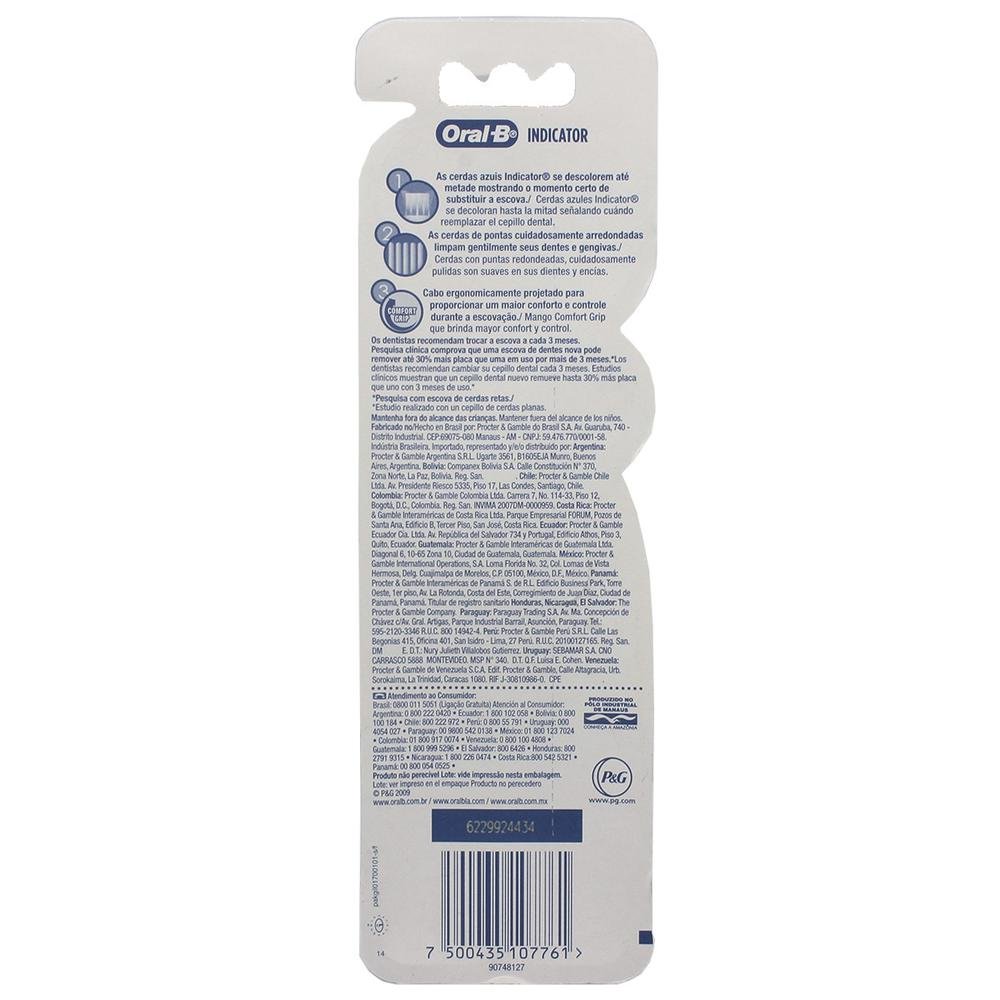 Oral-B® INDICATOR
1 As cerdas azuis Indicator® se descolorem até
metade mostrando o momento certo de
substituir a escova./ Cerdas azules Indicator®
se decoloran hasta la mitad señalando cuándo
reemplazar el cepillo dental.
2 As cerdas de pontas cuidadosamente arredondadas
limpam gentilmente seus dentes e gengivas./
Cerdas con puntas redondeadas, cuidadosamente
pulidas son suaves en sus dientes y encías.
3 Cabo ergonomicamente projetado para
COMFORT GRIP
proporcionar um maior conforto e controle
durante a escovação./ Mango Comfort Grip
que brinda mayor confort y control.
Os dentistas recomendam trocar a escova a cada 3 meses.
Pesquisa clínica comprova que uma escova de dentes nova pode
remover até 30% mais placa que uma em uso por mais de 3 meses.*Los
dentistas recomiendan cambiar su cepillo dental cada 3 meses. Estudios
clínicos muestran que un cepillo dental nuevo remueve hasta 30% más placa
que uno con 3 meses de uso.*
*Pesquisa com escova de cerdas retas./
*Estudio realizado con un cepillo de cerdas planas.
Mantenha fora do alcance das crianças. Mantener fuera del alcance de los niños.
Fabricado no/Hecho en Brasil por: Procter & Gamble do Brasil S.A. Av. Guaruba, 740 -
Distrito Industrial. CEP:69075-080 Manaus - AM - CNPJ: 59.476.770/0001-58.
Indústria Brasileira. Importado, representado y/e/o distribuido por: Argentina:
Procter & Gamble Argentina S.R.L. Ugarte 3561, B1605EJA Munro, Buenos
Aires, Argentina. Bolivia: Companex Bolivia S.A. Calle Constitución N° 370,
Zona Norte, La Paz, Bolivia. Reg. San. . Chile: Procter & Gamble Chile
Ltda. Av. Presidente Riesco 5335, Piso 17, Las Condes, Santiago, Chile.
Colombia: Procter & Gamble Colombia Ltda. Carrera 7, No. 114-33, Piso 12,
Bogotá, D.C., Colombia. Reg. San. INVIMA 2007DM-0000959. Costa Rica: Procter
& Gamble Interaméricas de Costa Rica Ltda. Parque Empresarial FORUM, Pozos de
Santa Ana, Edificio B, Tercer Piso, San José, Costa Rica. Ecuador: Procter & Gamble
Ecuador Cía. Ltda. Av. República del Salvador 734 y Portugal, Edificio Athos, Piso 3,
Quito, Ecuador. Guatemala: Procter & Gamble Interaméricas de Guatemala Ltda.
Diagonal 6, 10-65 Zona 10, Ciudad de Guatemala, Guatemala. México: Procter &
Gamble International Operations, S.A. Loma Florida No. 32, Col. Lomas de Vista
Hermosa, Delg. Cuajimalpa de Morelos, C.P. 05100, México, D.F., México. Panamá:
Procter & Gamble Interaméricas de Panamá S. de R.L. Edificio Business Park, Torre
Oeste, 1er piso, Av. La Rotonda, Costa del Este, Corregimiento de Juan Díaz, Ciudad de
Panamá, Panamá. Titular de registro sanitario Honduras, Nicaragua, El Salvador: The
Procter & Gamble Company. Paraguay: Paraguay Trading S.A. Av. Ma. Concepción de
Chávez c/Av. Gral. Artigas, Parque Industrial Barrail, Asunción, Paraguay. Tel.:
595-2120-3346 R.U.C. 800 14942-4. Perú: Procter & Gamble Perú S.R.L. Calle Las
Begonias 415, Oficina 401, San Isidro - Lima, 27 Perú. R.U.C. 20100127165. Reg. San.
DM E. D.T.: Nury Julieth Villalobos Gutierrez. Uruguay: SEBAMAR S.A. CNO
CARRASCO 5888 MONTEVIDEO. MSP N° 340. D.T. Q.F. Luisa E. Cohen. Venezuela:
Procter & Gamble de Venezuela S.C.A. Edif. Procter & Gamble, Calle Altagracia, Urb.
Sorokaima, La Trinidad, Caracas 1080. RIF J-30810986-0. CPE
Atendimento ao Consumidor:
Brasil: 0800 011 5051 (Ligação Gratuita) Atención al Consumidor:
Argentina: 0 800 222 0420 • Ecuador: 1 800 102 058 • Bolivia: 0 800
100 184 • Chile: 800 222 972 • Perú: 0 800 55 791 • Uruguay: 000
4054 027 • Paraguay: 00 9800 542 0138 • México: 01 800 123 7024
• Colombia: 01 800 917 0074 • Venezuela: 0 800 100 4808 •
Guatemala: 1 800 999 5296 • El Salvador: 800 6426 • Honduras: 800
2791 9315 • Nicaragua: 1 800 226 0474 • Costa Rica: 800 542 5321 •
Panamá: 00 800 054 0525 •
Produto não perecível Lote: vide impressão nesta embalagem.
Lote: ver impreso en el empaque Producto no perecedero
© P&G 2009
www.oralb.com.br / www.oralbla.com / www.oralb.com.mx
PRODUZIDO NO
PÓLO INDUSTRIAL
DE MANAUS
CONHEÇA A AMAZÔNIA
P&G
www.pg.com
6229924434
pakgil01700101-s/f
14
7 500435 107761 >
90748127